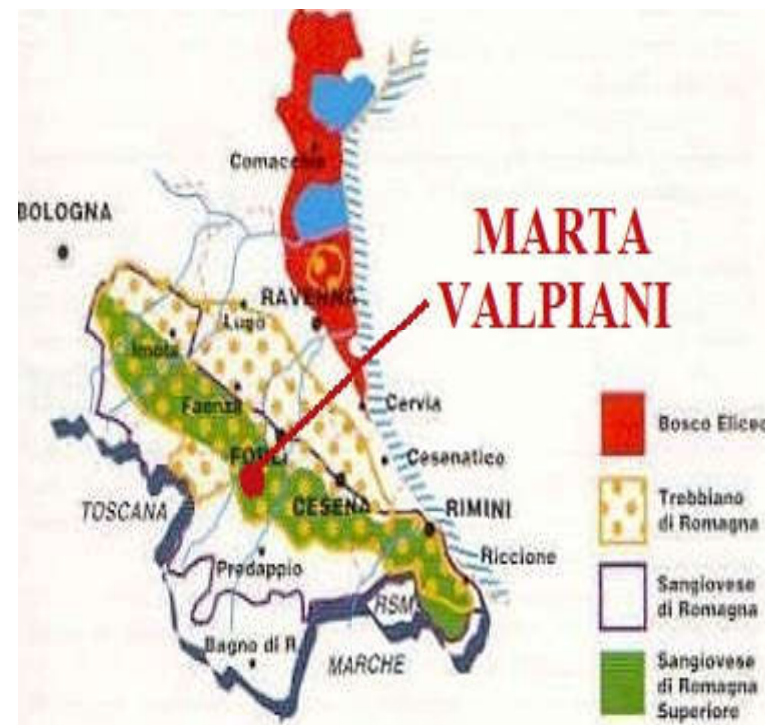 Comacchio
BOLOGNA
MARTA
VALPIANI
RAVENNA
Lugo
Imola
Faenza
Cervia
Bosco Eliceo
FORLI
Cesenatico
TOSCANA
CESENA
RIMINI
Trebbiano
di Romagna
Predappio
Riccione
RSM
Sangiovese
di Romagna
Bagno di R.
MARCHE
Sangiovese
di Romagna
Superiore